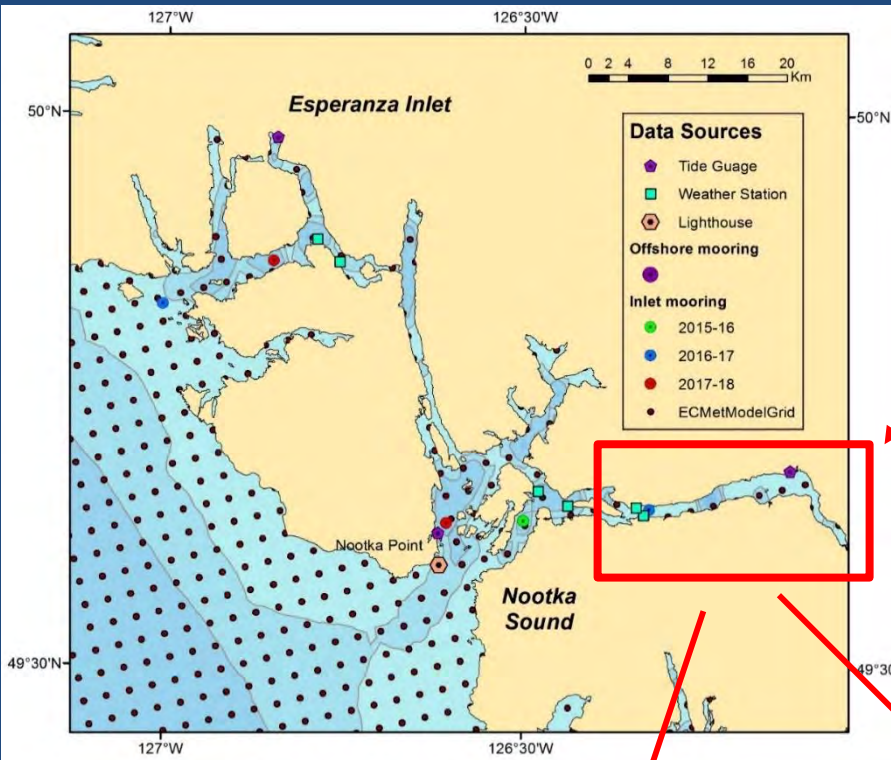 127°W
126°30'W
0 2 4 8 12 16 20
Km
50°N
50°N
Esperanza Inlet
Data Sources
Tide Guage
Weather Station
Lighthouse
Offshore mooring
Inlet mooring
2015-16
2016-17
2017-18
ECMetModelGrid
Nootka Point
Nootka
Sound
49°30'N
49°30
127°W
126°30'W